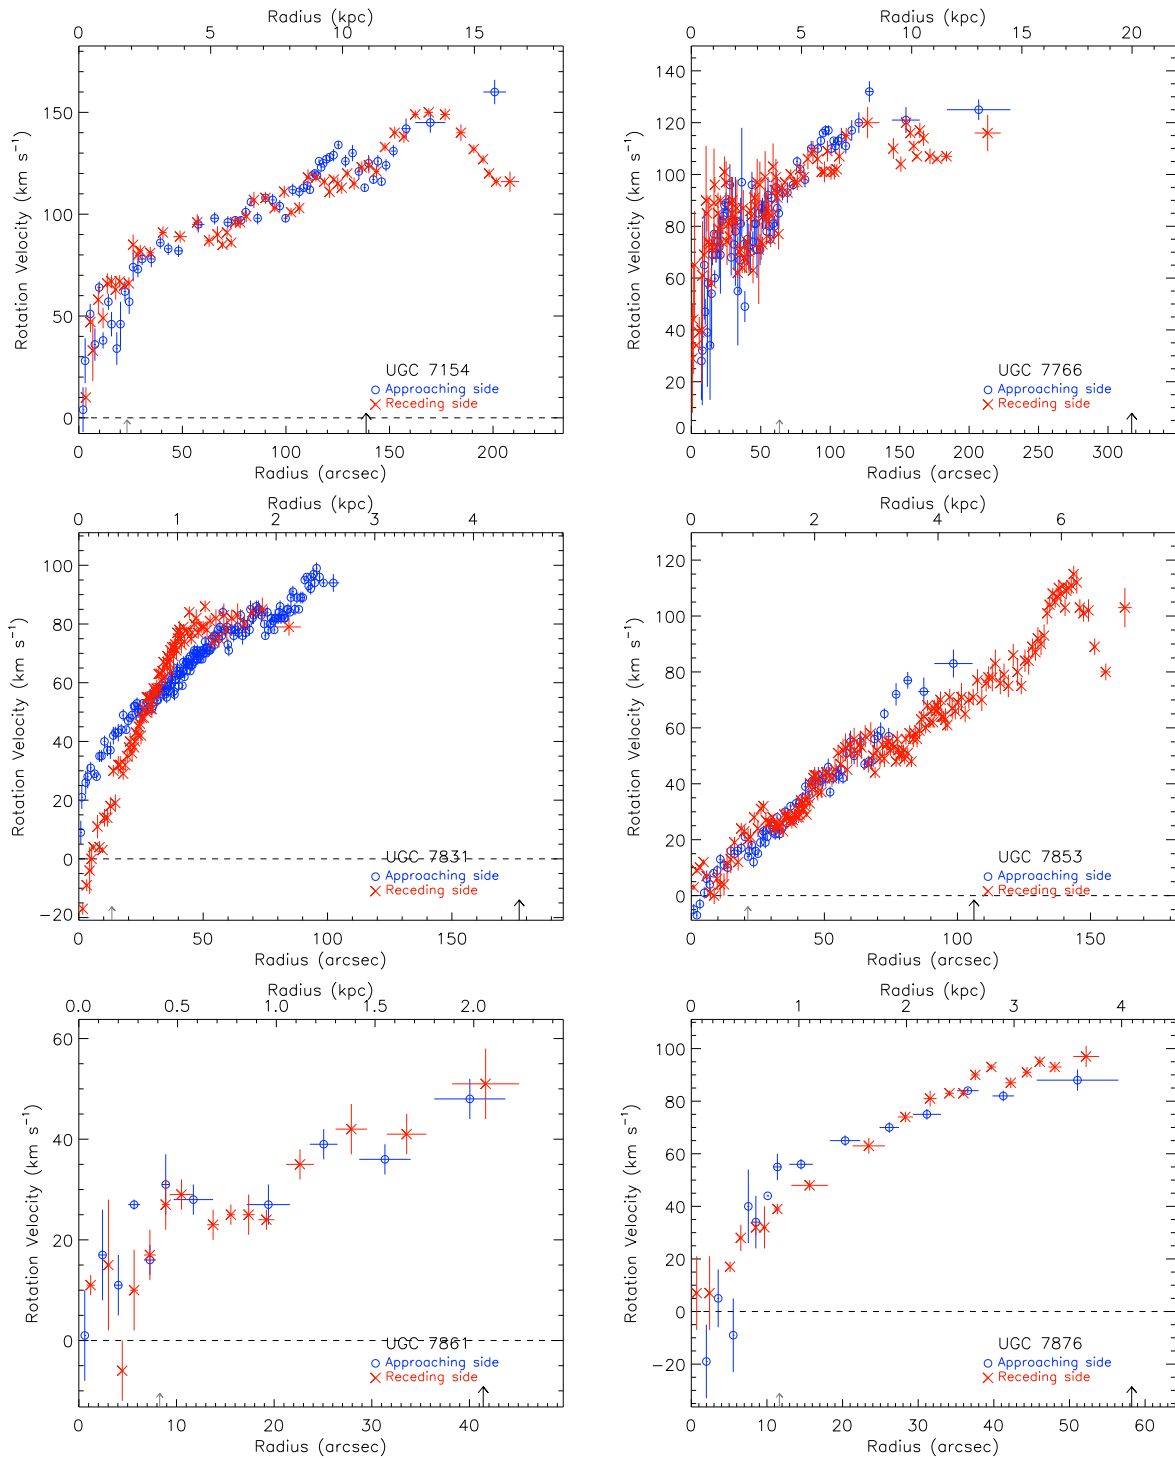 Radius (kpc)
0 5 10 15
Rotation Velocity (km s⁻¹)
150
100
50
0
UGC 7154
Approaching side
Receding side
0 50 100 150 200
Radius (arcsec)
Radius (kpc)
0 5 10 15 20
Rotation Velocity (km s⁻¹)
140
120
100
80
60
40
20
0
UGC 7766
Approaching side
Receding side
0 50 100 150 200 250 300
Radius (arcsec)
Radius (kpc)
0 1 2 3 4
Rotation Velocity (km s⁻¹)
100
80
60
40
20
0
−20
UGC 7831
Approaching side
Receding side
0 50 100 150
Radius (arcsec)
Radius (kpc)
0 2 4 6
Rotation Velocity (km s⁻¹)
120
100
80
60
40
20
0
UGC 7853
Approaching side
Receding side
0 50 100 150
Radius (arcsec)
Radius (kpc)
0.0 0.5 1.0 1.5 2.0
Rotation Velocity (km s⁻¹)
60
40
20
0
UGC 7861
Approaching side
Receding side
0 10 20 30 40
Radius (arcsec)
Radius (kpc)
0 1 2 3 4
Rotation Velocity (km s⁻¹)
100
80
60
40
20
0
−20
UGC 7876
Approaching side
Receding side
0 10 20 30 40 50 60
Radius (arcsec)